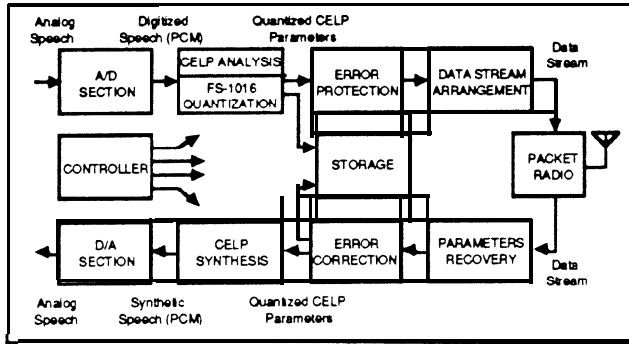 Analog
Speech
Digitized
Speech (PCM)
Quantized CELP
Parameters
Data
Stream
A/D
SECTION
CELP ANALYSIS
FS-1016
QUANTIZATION
ERROR
PROTECTION
DATA STREAM
ARRANGEMENT
CONTROLLER
STORAGE
PACKET
RADIO
D/A
SECTION
CELP
SYNTHESIS
ERROR
CORRECTION
PARAMETERS
RECOVERY
Data
Stream
Analog
Speech
Synthetic
Speech (PCM)
Quantized CELP
Parameters